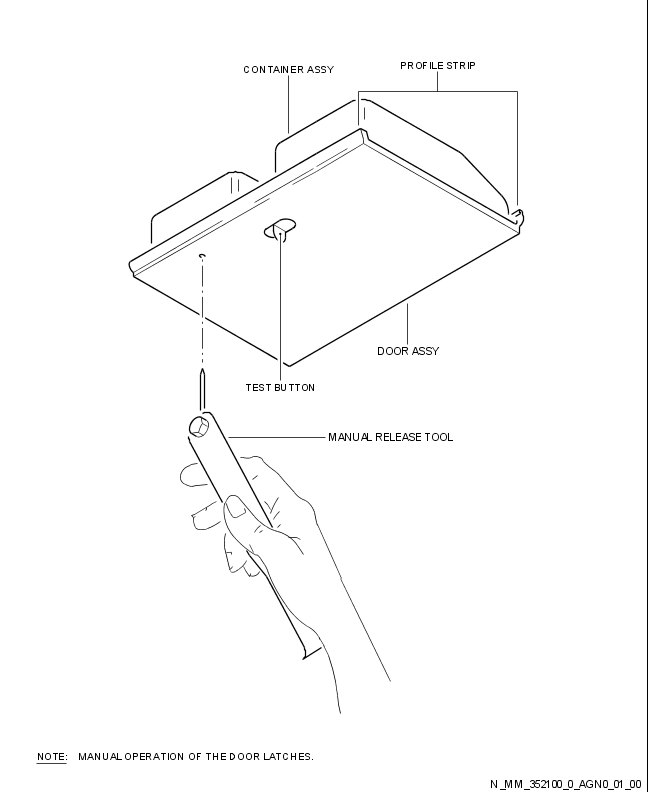 PROFILE STRIP
CONTAINER ASSY
DOOR ASSY
TEST BUTTON
MANUAL RELEASE TOOL
NOTE: MANUAL OPERATION OF THE DOOR LATCHES.
N_MM_352100_0_AGN0_01_00